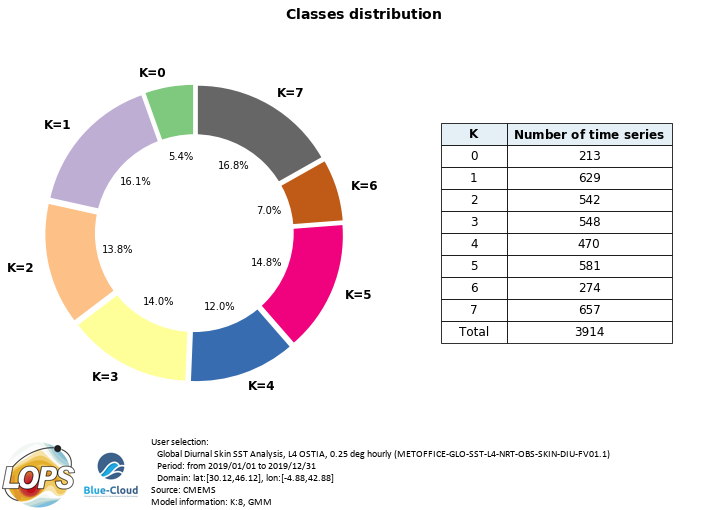 Classes distribution
K=0
K=7
K=1
K=6
K=2
K=5
K=3
K=4
5.4%
16.8%
16.1%
7.0%
13.8%
14.8%
14.0%
12.0%
K Number of time series
0 213
1 629
2 542
3 548
4 470
5 581
6 274
7 657
Total 3914
User selection:
Global Diurnal Skin SST Analysis, L4 OSTIA, 0.25 deg hourly (METOFFICE-GLO-SST-L4-NRT-OBS-SKIN-DIU-FV01.1)
Period: from 2019/01/01 to 2019/12/31
Domain: lat:[30.12,46.12], lon:[-4.88,42.88]
Source: CMEMS
Model information: K:8, GMM
LOPS
Blue-Cloud